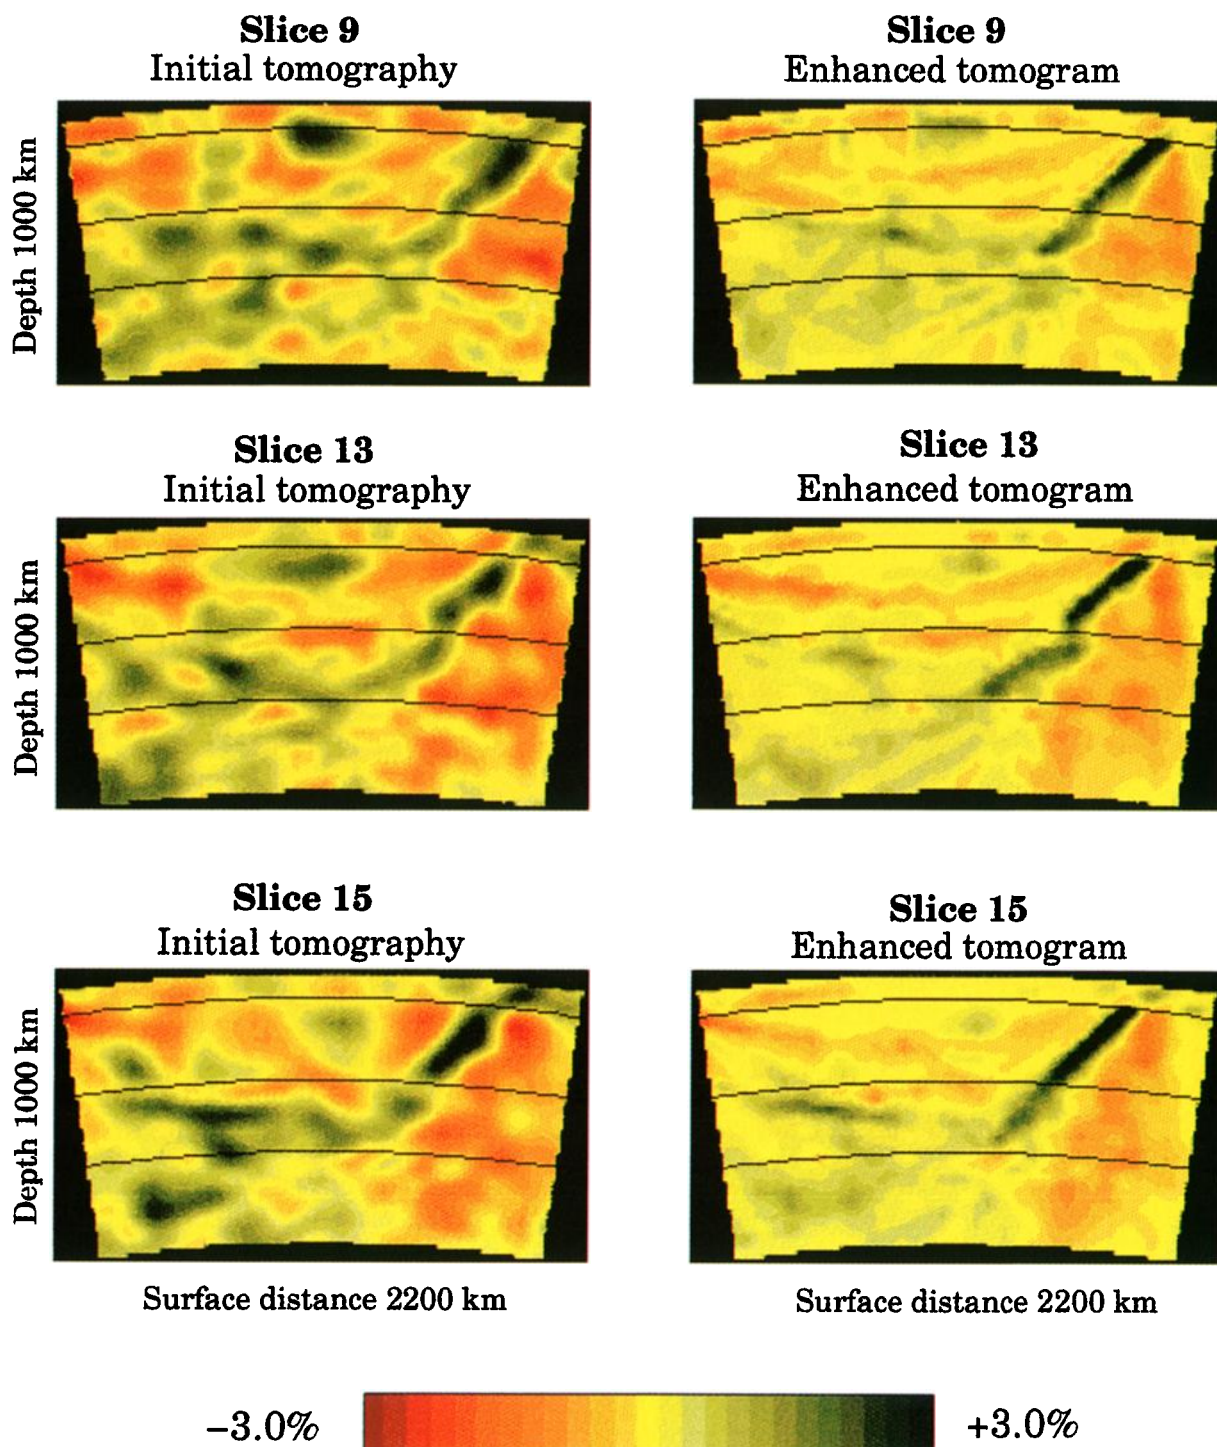 Slice 9
Initial tomography
Slice 9
Enhanced tomogram
Depth 1000 km
Slice 13
Initial tomography
Slice 13
Enhanced tomogram
Depth 1000 km
Slice 15
Initial tomography
Slice 15
Enhanced tomogram
Depth 1000 km
Surface distance 2200 km
Surface distance 2200 km
−3.0%
+3.0%